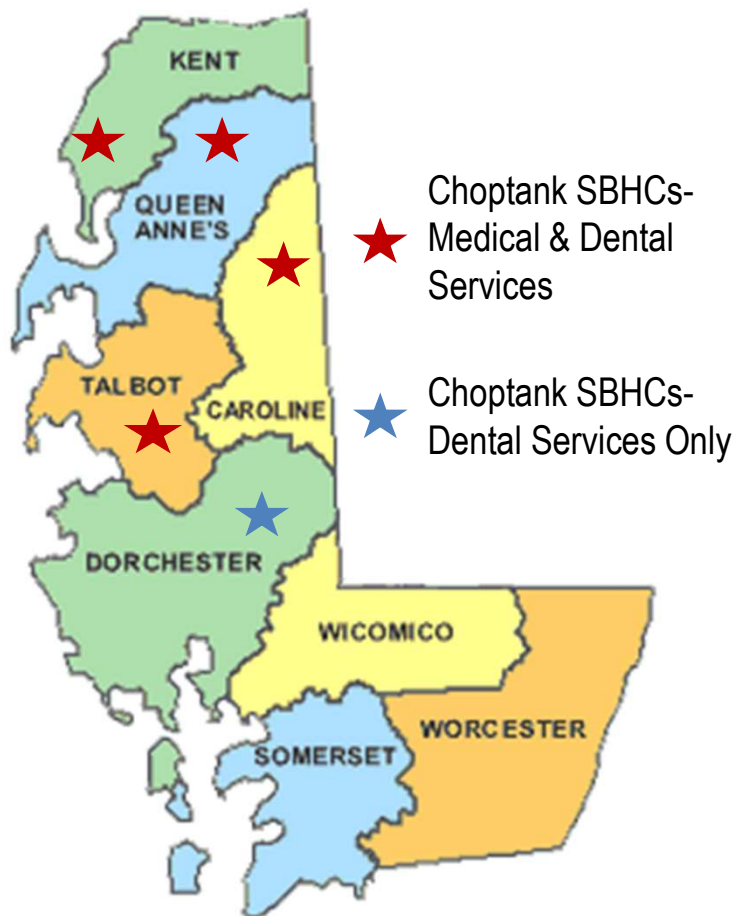 KENT
QUEEN
ANNE'S
Choptank SBHCs-
Medical & Dental
Services
TALBOT
CAROLINE
Choptank SBHCs-
Dental Services Only
DORCHESTER
WICOMICO
WORCESTER
SOMERSET